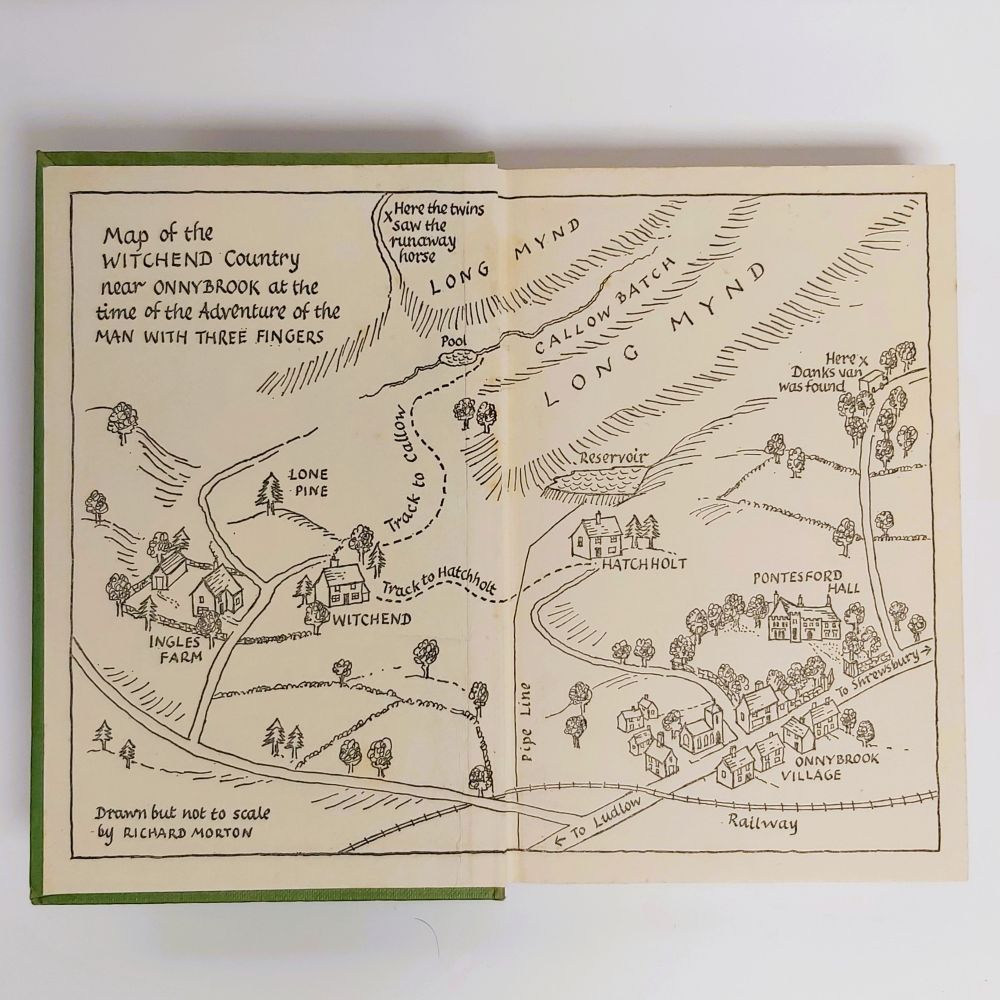 Map of the
WITCHEND Country
near ONNYBROOK at the
time of the Adventure of the
MAN WITH THREE FINGERS
x Here the twins
saw the
runaway
horse
LONG MYND
CALLOW BATCH
LONG MYND
Pool
Here x
Danks van
was found
Track to Callow
LONE
PINE
Reservoir
HATCHHOLT
Track to Hatchholt
WITCHEND
INGLES
FARM
PONTESFORD
HALL
To Shrewsbury →
Pipe Line
ONNYBROOK
VILLAGE
← To Ludlow
Railway
Drawn but not to scale
by RICHARD MORTON